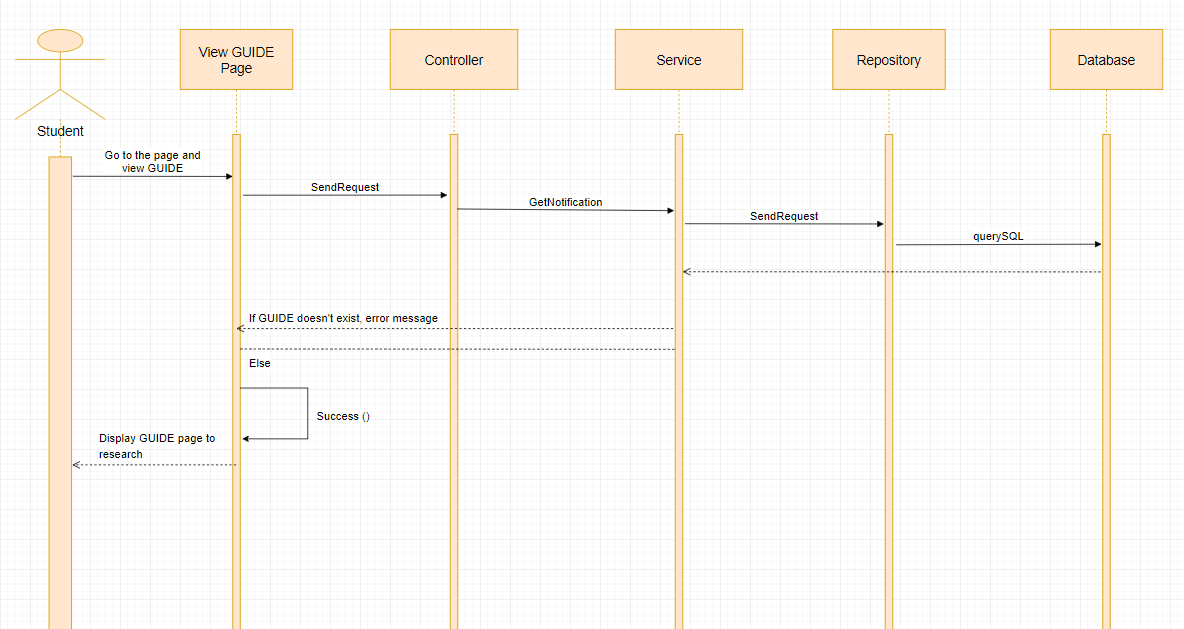 View GUIDE
Page
Controller
Service
Repository
Database
Student
Go to the page and
view GUIDE
SendRequest
GetNotification
SendRequest
querySQL
If GUIDE doesn't exist, error message
Else
Success ()
Display GUIDE page to
research